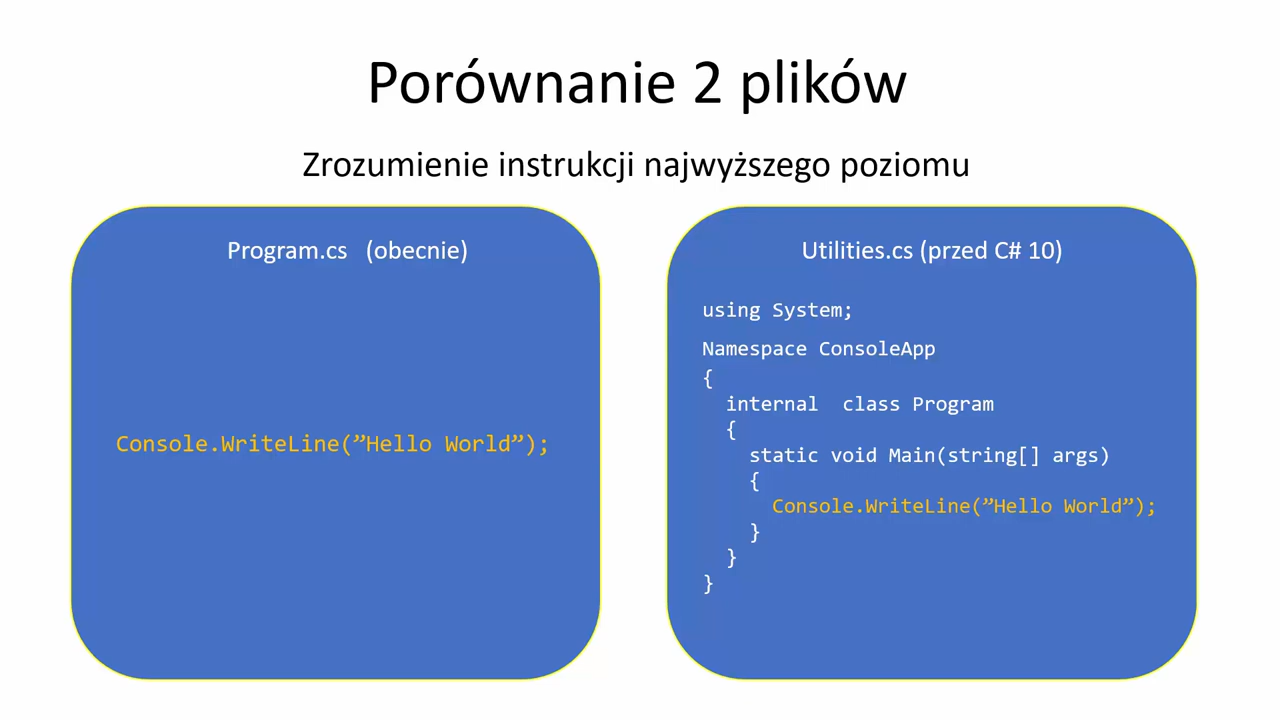 Porównanie 2 plików
Zrozumienie instrukcji najwyższego poziomu
Program.cs (obecnie)
Console.WriteLine(”Hello World”);
Utilities.cs (przed C# 10)
using System;
Namespace ConsoleApp
{
internal class Program
{
static void Main(string[] args)
{
Console.WriteLine(”Hello World”);
}
}
}